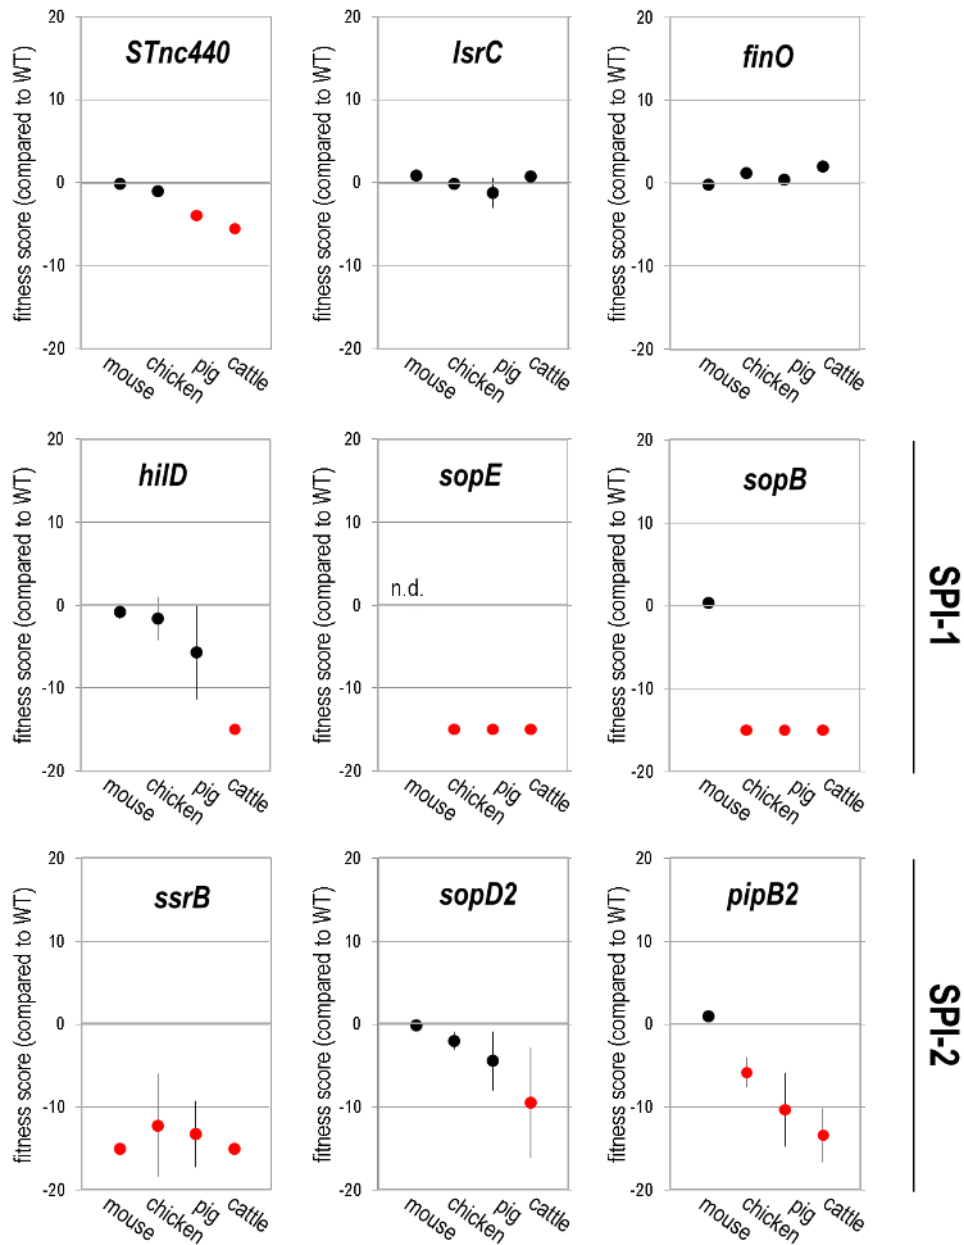 STnc440
lsrC
finO
fitness score (compared to WT)
20
10
0
-10
-20
mouse
chicken
pig
cattle
fitness score (compared to WT)
20
10
0
-10
-20
mouse
chicken
pig
cattle
fitness score (compared to WT)
20
10
0
-10
-20
mouse
chicken
pig
cattle
hilD
sopE
sopB
fitness score (compared to WT)
20
10
0
-10
-20
mouse
chicken
pig
cattle
fitness score (compared to WT)
20
10
0
-10
-20
n.d.
mouse
chicken
pig
cattle
fitness score (compared to WT)
20
10
0
-10
-20
mouse
chicken
pig
cattle
SPI-1
ssrB
sopD2
pipB2
fitness score (compared to WT)
20
10
0
-10
-20
mouse
chicken
pig
cattle
fitness score (compared to WT)
20
10
0
-10
-20
mouse
chicken
pig
cattle
fitness score (compared to WT)
20
10
0
-10
-20
mouse
chicken
pig
cattle
SPI-2